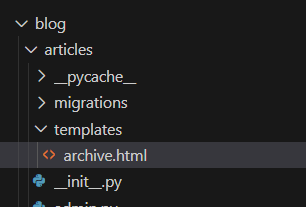 blog
articles
__pycache__
migrations
templates
archive.html
__init__.py